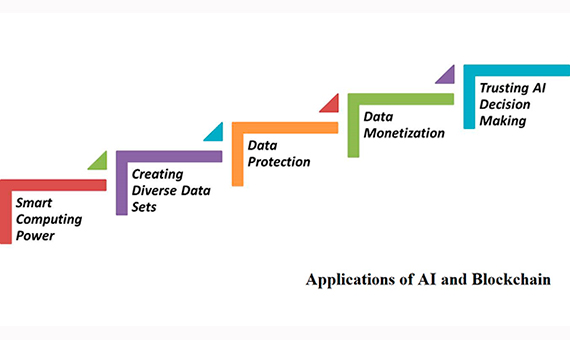 Smart
Computing
Power
Creating
Diverse Data
Sets
Data
Protection
Data
Monetization
Trusting AI
Decision
Making
Applications of AI and Blockchain